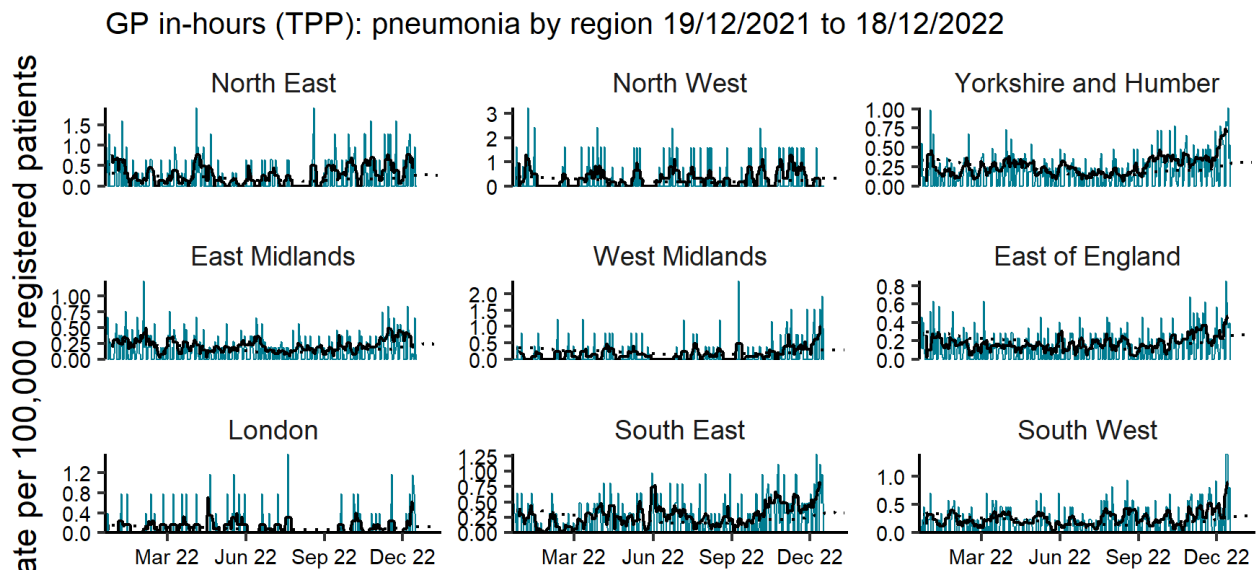 GP in-hours (TPP): pneumonia by region 19/12/2021 to 18/12/2022
ate per 100,000 registered patients
North East
1.5
1.0
0.5
0.0
North West
3
2
1
0
Yorkshire and Humber
1.00
0.75
0.50
0.25
0.00
East Midlands
1.00
0.75
0.50
0.25
0.00
West Midlands
2.0
1.5
1.0
0.5
0.0
East of England
0.8
0.6
0.4
0.2
0.0
London
1.2
0.8
0.4
0.0
Mar 22 Jun 22 Sep 22 Dec 22
South East
1.25
1.00
0.75
0.50
0.25
0.00
Mar 22 Jun 22 Sep 22 Dec 22
South West
1.0
0.5
0.0
Mar 22 Jun 22 Sep 22 Dec 22